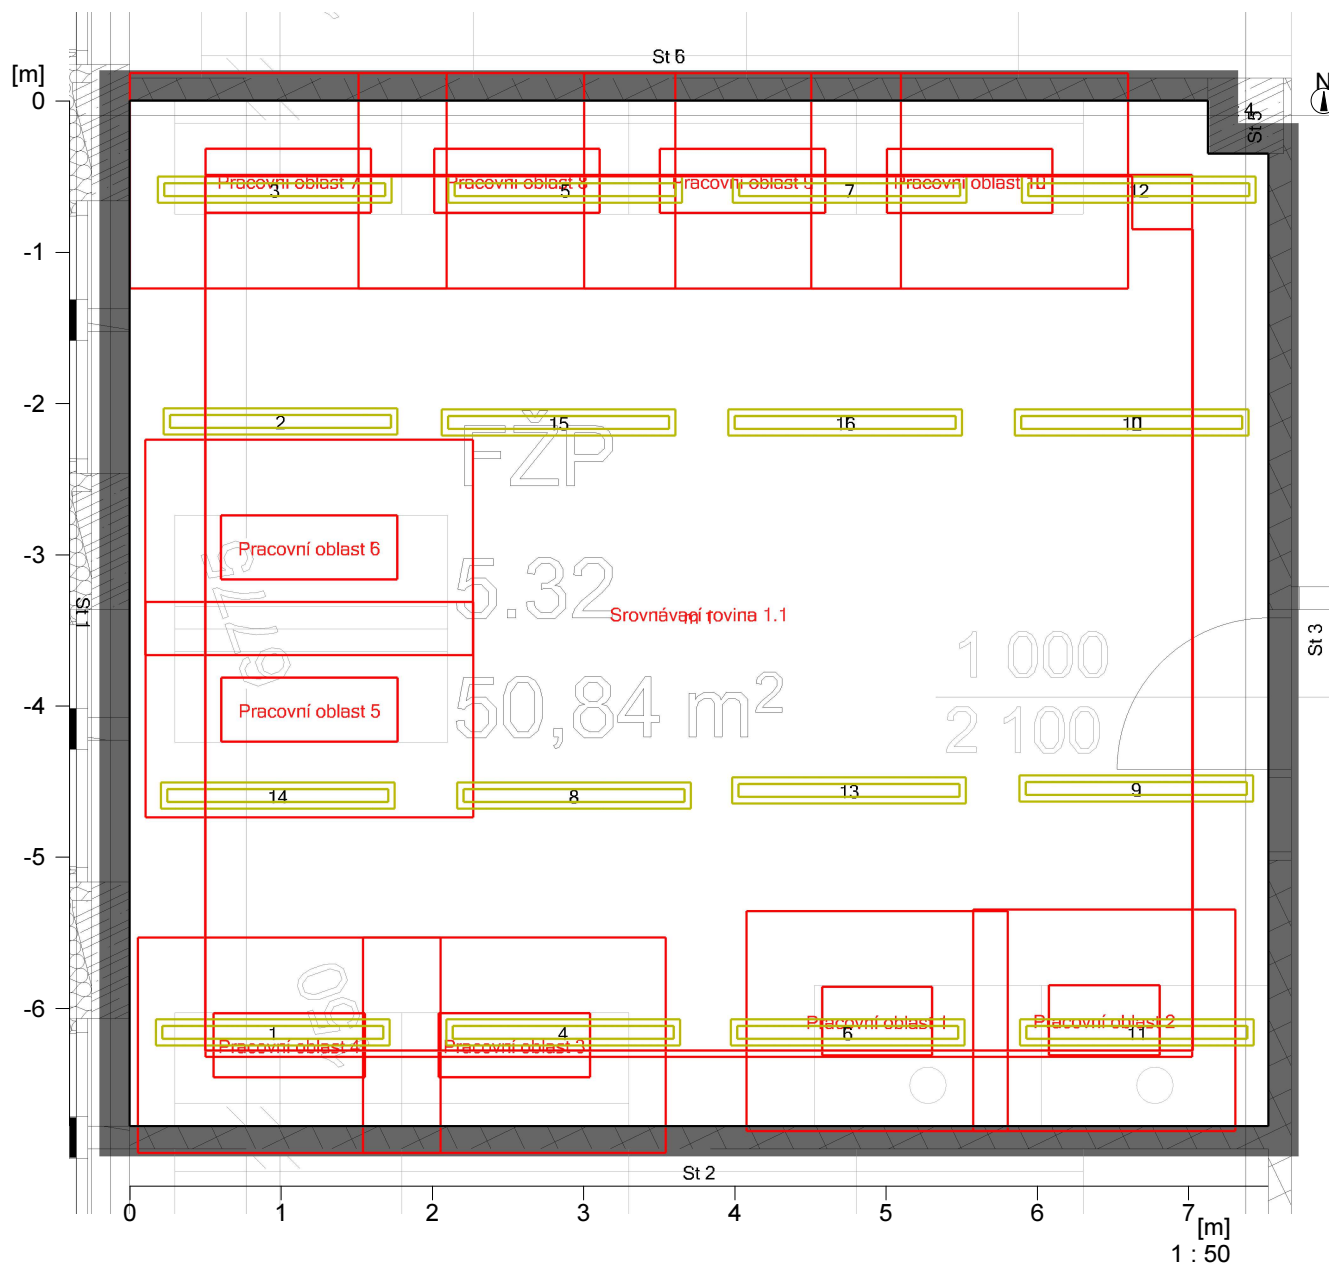 St 6
[m]
N
0
4
St 5
Pracovní oblast 7
Pracovní oblast 8
Pracovní oblast 9
Pracovní oblast 10
3
5
7
12
-1
-2
2
15
16
10
FŽP
-3
Pracovní oblast 6
5.32
5775
St 1
Srovnávací rovina 1.1
m 1
St 3
1 000
-4
Pracovní oblast 5
50,84 m²
2 100
14
8
13
9
-5
-6
1
4
6
11
Pracovní oblast 1
Pracovní oblast 2
Pracovní oblast 4
Pracovní oblast 3
St 2
0
1
2
3
4
5
6
7
[m]
1 : 50